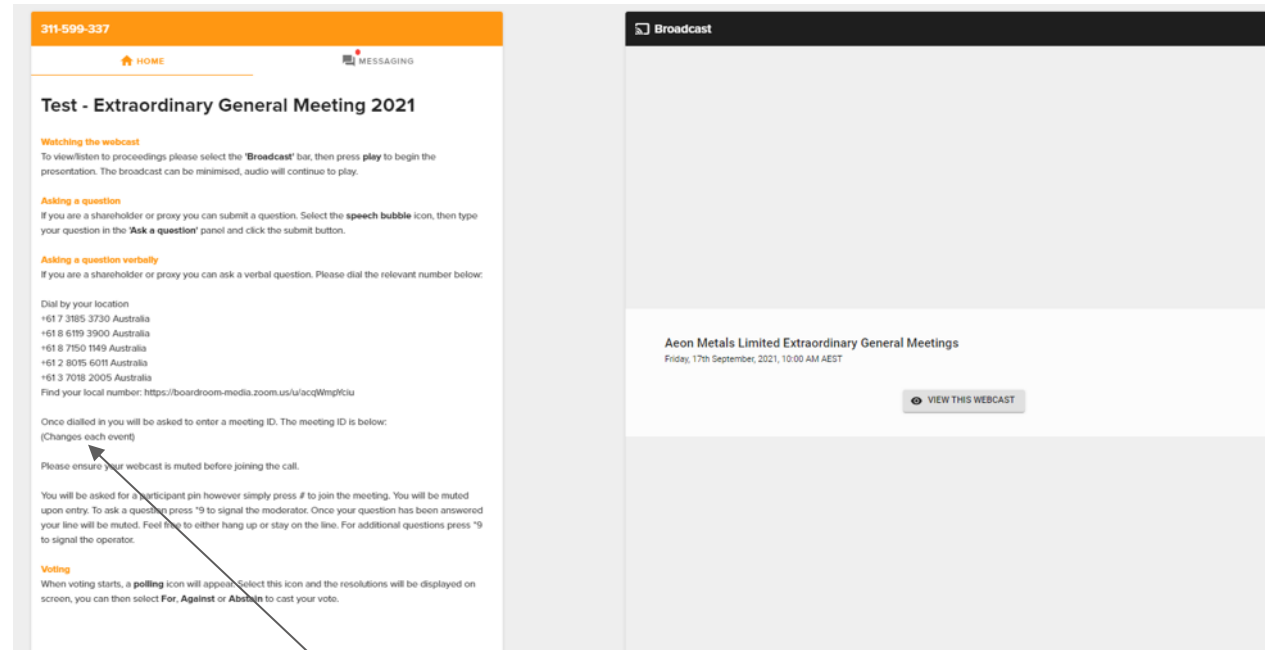 311-599-337
HOME
MESSAGING
Test - Extraordinary General Meeting 2021
Watching the webcast
To view/listen to proceedings please select the 'Broadcast' bar, then press play to begin the
presentation. The broadcast can be minimised, audio will continue to play.
Asking a question
If you are a shareholder or proxy you can submit a question. Select the speech bubble icon, then type
your question in the 'Ask a question' panel and click the submit button.
Asking a question verbally
If you are a shareholder or proxy you can ask a verbal question. Please dial the relevant number below:
Dial by your location
+61 7 3185 3730 Australia
+61 8 6119 3900 Australia
+61 8 7150 1149 Australia
+61 2 8015 6011 Australia
+61 3 7018 2005 Australia
Find your local number: https://boardroom-media.zoom.us/u/acqWmpYciu
Once dialled in you will be asked to enter a meeting ID. The meeting ID is below:
(Changes each event)
Please ensure your webcast is muted before joining the call.
You will be asked for a participant pin however simply press # to join the meeting. You will be muted
upon entry. To ask a question press *9 to signal the moderator. Once your question has been answered
your line will be muted. Feel free to either hang up or stay on the line. For additional questions press *9
to signal the operator.
Voting
When voting starts, a polling icon will appear. Select this icon and the resolutions will be displayed on
screen, you can then select For, Against or Abstain to cast your vote.
Broadcast
Aeon Metals Limited Extraordinary General Meetings
Friday, 17th September, 2021, 10:00 AM AEST
VIEW THIS WEBCAST